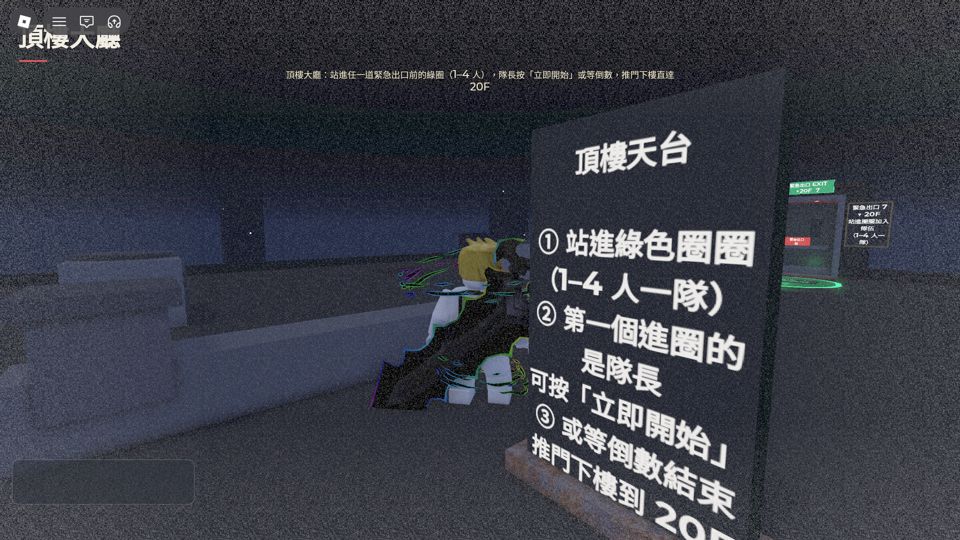 頂樓大廳
頂樓大廳：站進任一道緊急出口前的綠圈（1–4 人），隊長按「立即開始」或等倒數，推門下樓直達
20F
頂樓天台
① 站進綠色圈圈
（1–4 人一隊）
② 第一個進圈的
是隊長
可按「立即開始」
③ 或等倒數結束
推門下樓到 20F
緊急出口 EXIT
緊急出口 7
▼ 20F
站進圈圈加入
隊伍
（1–4 人一
隊）